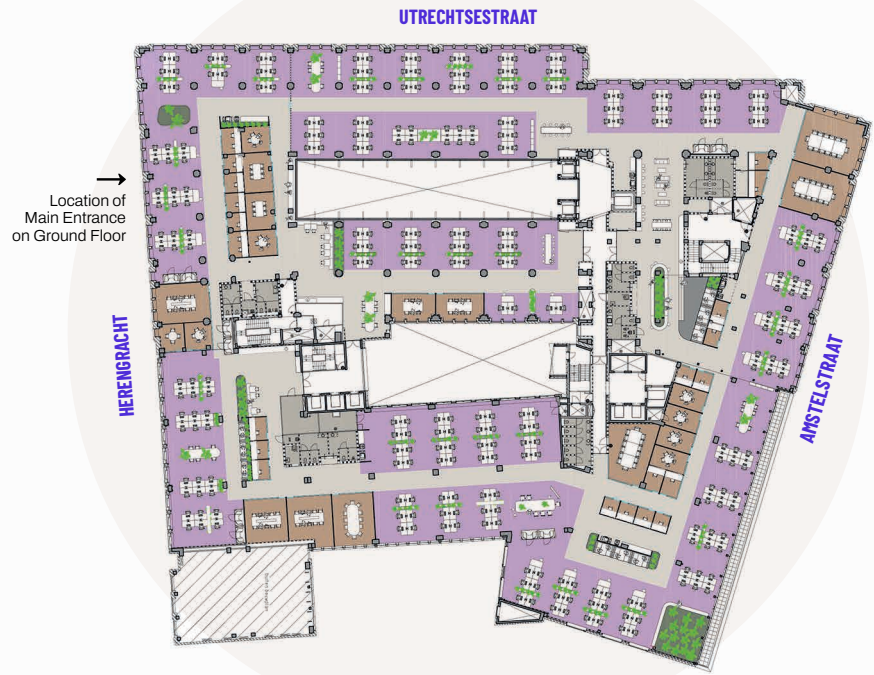 UTRECHTSESTRAAT
Location of
Main Entrance
on Ground Floor
HERENGRACHT
AMSTELSTRAAT